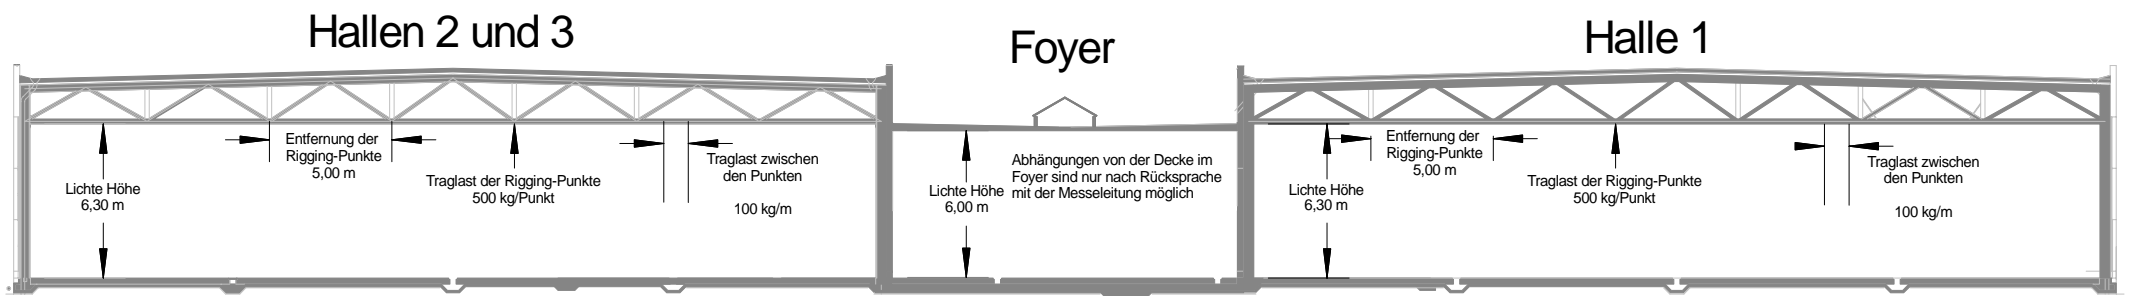 Hallen 2 und 3
Foyer
Halle 1
Entfernung der
Rigging-Punkte
5,00 m
Lichte Höhe
6,30 m
Traglast der Rigging-Punkte
500 kg/Punkt
Traglast zwischen
den Punkten
100 kg/m
Lichte Höhe
6,00 m
Abhängungen von der Decke im
Foyer sind nur nach Rücksprache
mit der Messeleitung möglich
Entfernung der
Rigging-Punkte
5,00 m
Lichte Höhe
6,30 m
Traglast der Rigging-Punkte
500 kg/Punkt
Traglast zwischen
den Punkten
100 kg/m